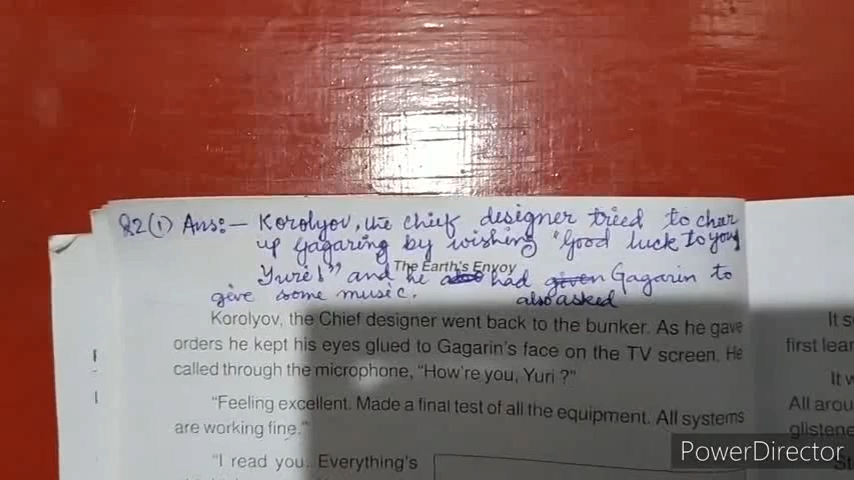 Q2(1) Ans:- Korolyov, the chief designer tried to chear
up Gagaring by wishing "Good luck to you
Yurie!" and he had given Gagarin to
The Earth's Envoy
give some music. also asked
Korolyov, the Chief designer went back to the bunker. As he gave
orders he kept his eyes glued to Gagarin's face on the TV screen. He
called through the microphone, "How're you, Yuri ?"
"Feeling excellent. Made a final test of all the equipment. All systems
are working fine."
"I read you. Everything's
It s
first lear
It w
All arou
glistene
PowerDirector